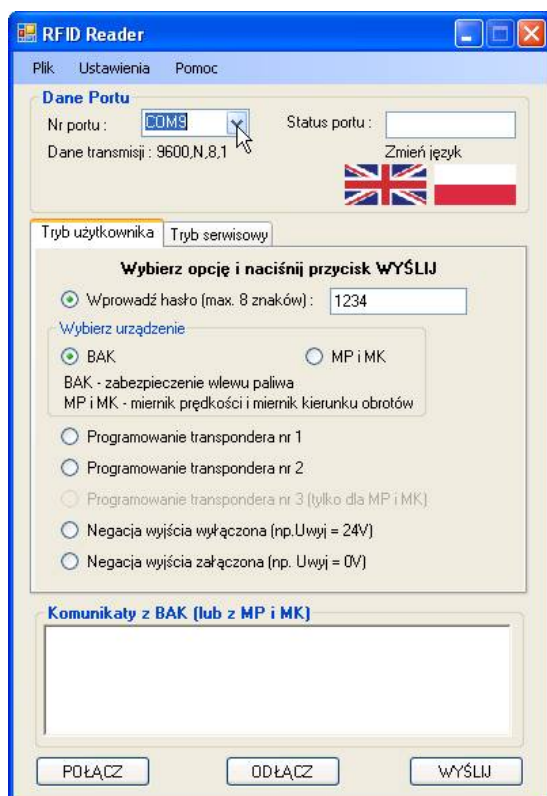 RFID Reader
Plik Ustawienia Pomoc
Dane Portu
Nr portu : COM9 Status portu :
Dane transmisji : 9600,N,8,1 Zmień język
Tryb użytkownika Tryb serwisowy
Wybierz opcję i naciśnij przycisk WYŚLIJ
Wprowadź hasło (max. 8 znaków) : 1234
Wybierz urządzenie
BAK MP i MK
BAK - zabezpieczenie wlewu paliwa
MP i MK - miernik prędkości i miernik kierunku obrotów
Programowanie transpondera nr 1
Programowanie transpondera nr 2
Programowanie transpondera nr 3 (tylko dla MP i MK)
Negacja wyjścia wyłączona (np.Uwyj = 24V)
Negacja wyjścia załączona (np. Uwyj = 0V)
Komunikaty z BAK (lub z MP i MK)
POŁĄCZ ODŁĄCZ WYŚLIJ